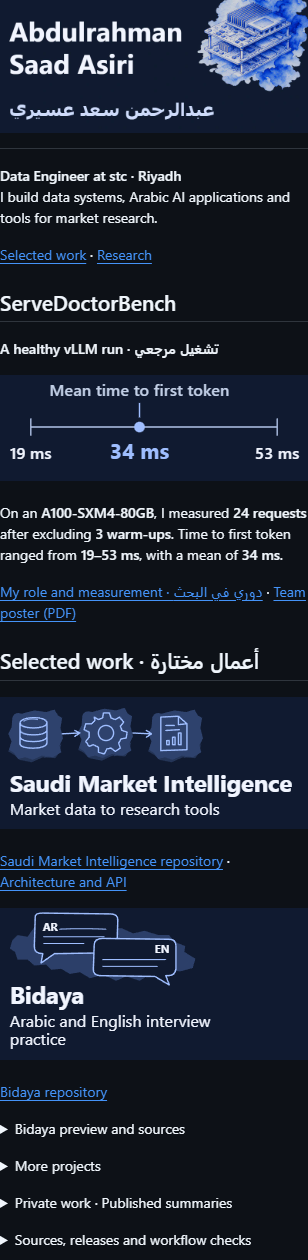 Abdulrahman
Saad Asiri
عبدالرحمن سعد عسيري
Data Engineer at stc · Riyadh
I build data systems, Arabic AI applications and
tools for market research.
Selected work · Research
ServeDoctorBench
A healthy vLLM run · تشغيل مرجعي
Mean time to first token
19 ms
34 ms
53 ms
On an A100-SXM4-80GB, I measured 24 requests
after excluding 3 warm-ups. Time to first token
ranged from 19–53 ms, with a mean of 34 ms.
My role and measurement · دوري في البحث · Team
poster (PDF)
Selected work · أعمال مختارة
Saudi Market Intelligence
Market data to research tools
Saudi Market Intelligence repository ·
Architecture and API
AR
EN
Bidaya
Arabic and English interview
practice
Bidaya repository
Bidaya preview and sources
More projects
Private work · Published summaries
Sources, releases and workflow checks